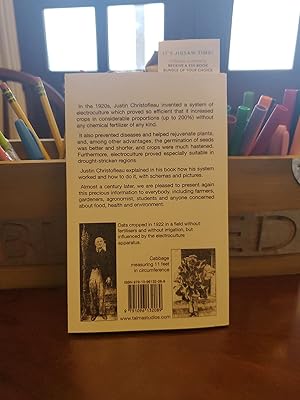 IT'S JIGSAW TIME!
RECEIVE A $75 BOOK
BUNDLE OF YOUR CHOICE
In the 1920s, Justin Christofleau invented a system of
electroculture which proved so efficient that it increased
crops in considerable proportions (up to 200%) without
any chemical fertilizer of any kind.
It also prevented diseases and helped rejuvenate plants,
and, among other advantages, the germination of seeds
was better and shorter, and crops were much hastened.
Furthermore, electroculture proved especially suitable in
drought-stricken regions.
Justin Christofleau explained in his book how his system
worked and how to do it, with schemes and pictures.
Almost a century later, we are pleased to present again
this precious information to everybody, including farmers,
gardeners, agronomist, students and anyone concerned
about food, health and environment.
Oats cropped in 1922 in a field without
fertilisers and without irrigation, but
influenced by the electroculture
apparatus.
Cabbage
measuring 11 feet
in circumference
www.talmastudios.com